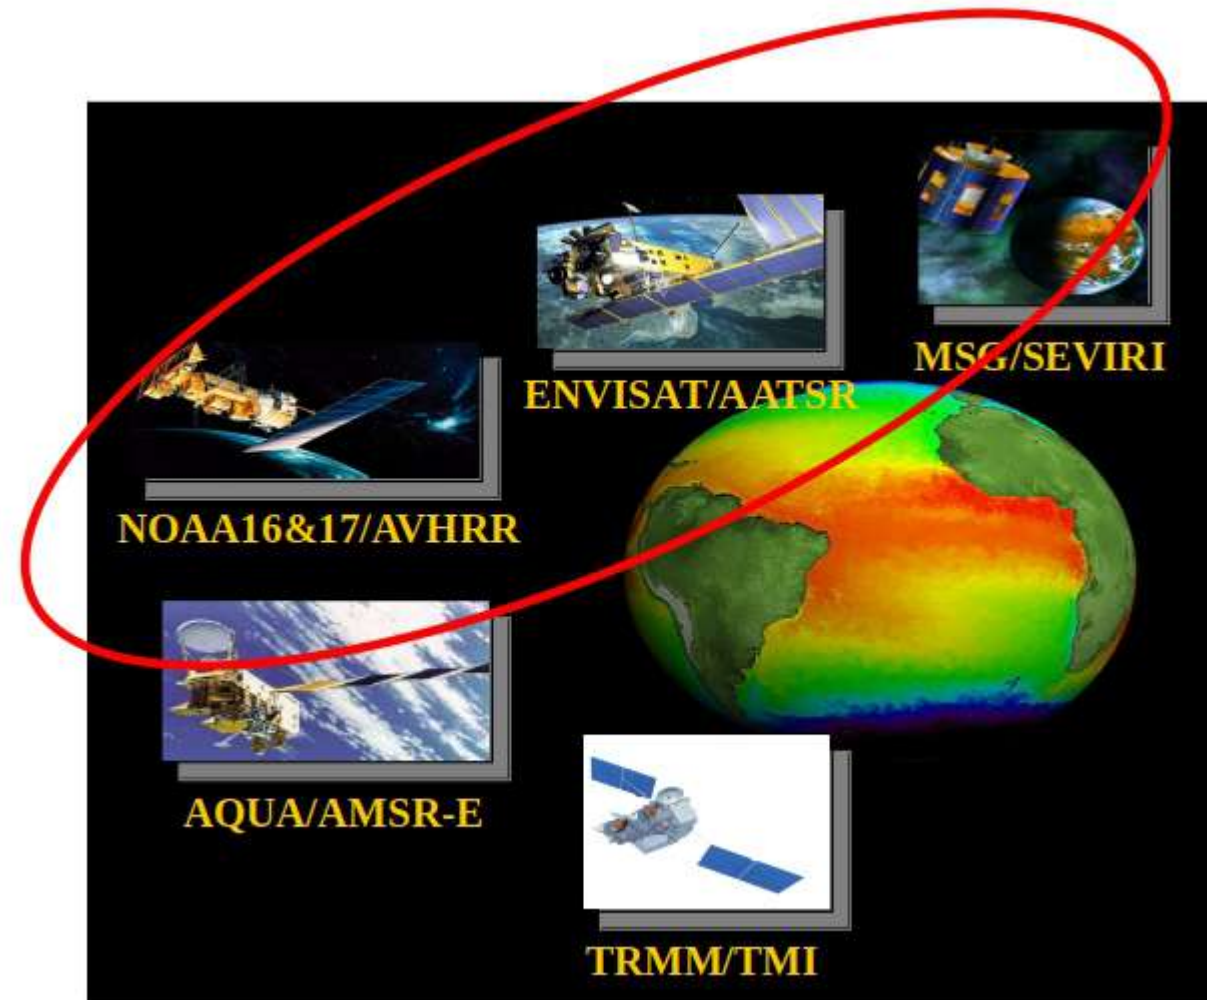 MSG/SEVIRI
ENVISAT/AATSR
NOAA16&17/AVHRR
AQUA/AMSR-E
TRMM/TMI